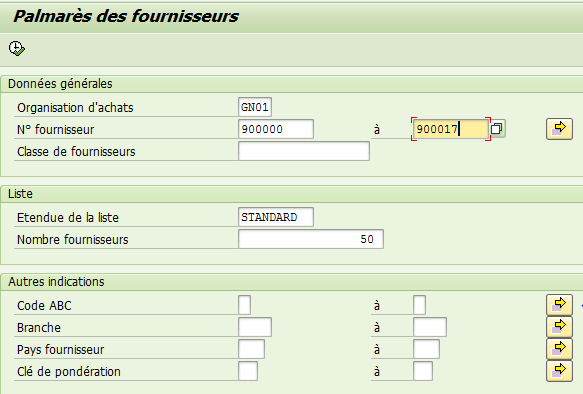 Palmarès des fournisseurs
Données générales
Organisation d'achats GN01
N° fournisseur 900000 à 900017
Classe de fournisseurs
Liste
Etendue de la liste STANDARD
Nombre fournisseurs 50
Autres indications
Code ABC à
Branche à
Pays fournisseur à
Clé de pondération à